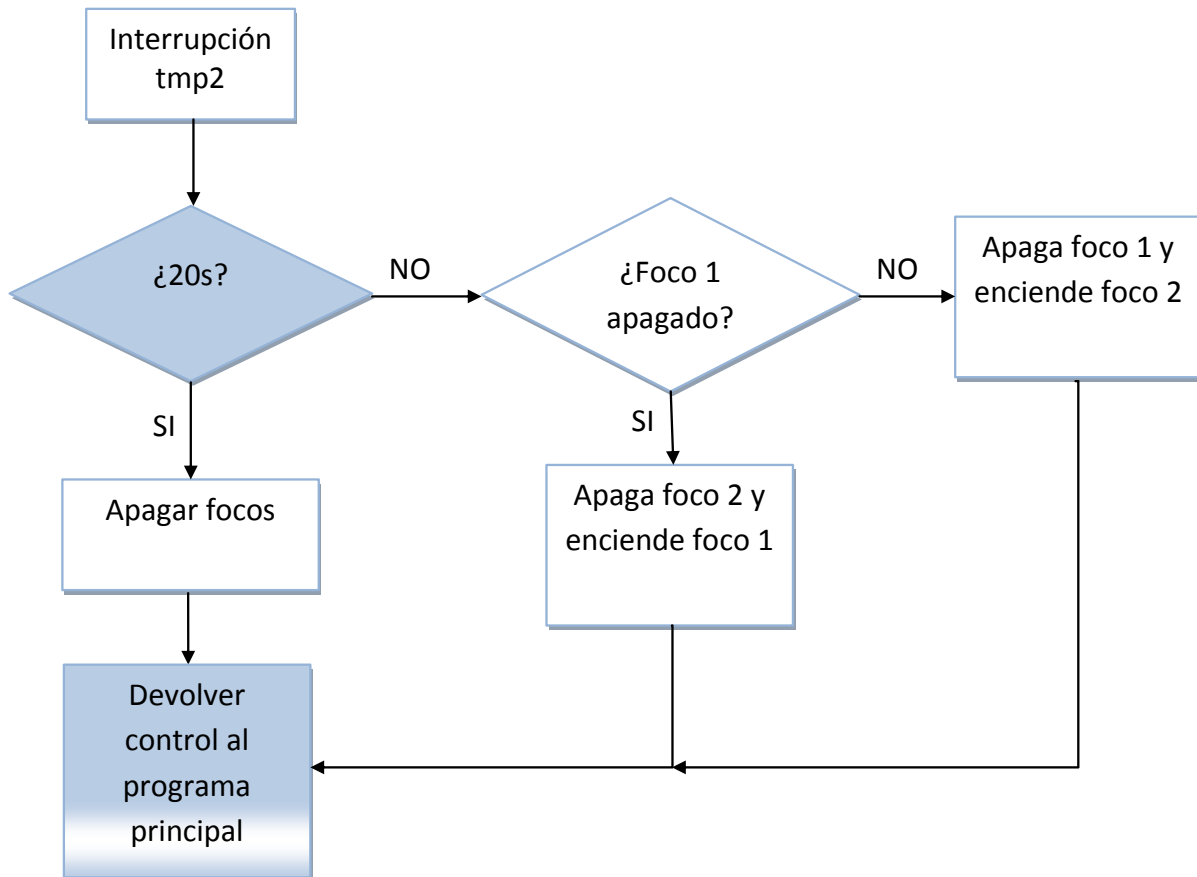 Interrupción
tmp2
¿20s?
NO
¿Foco 1
apagado?
NO
Apaga foco 1 y
enciende foco 2
SI
SI
Apagar focos
Apaga foco 2 y
enciende foco 1
Devolver
control al
programa
principal